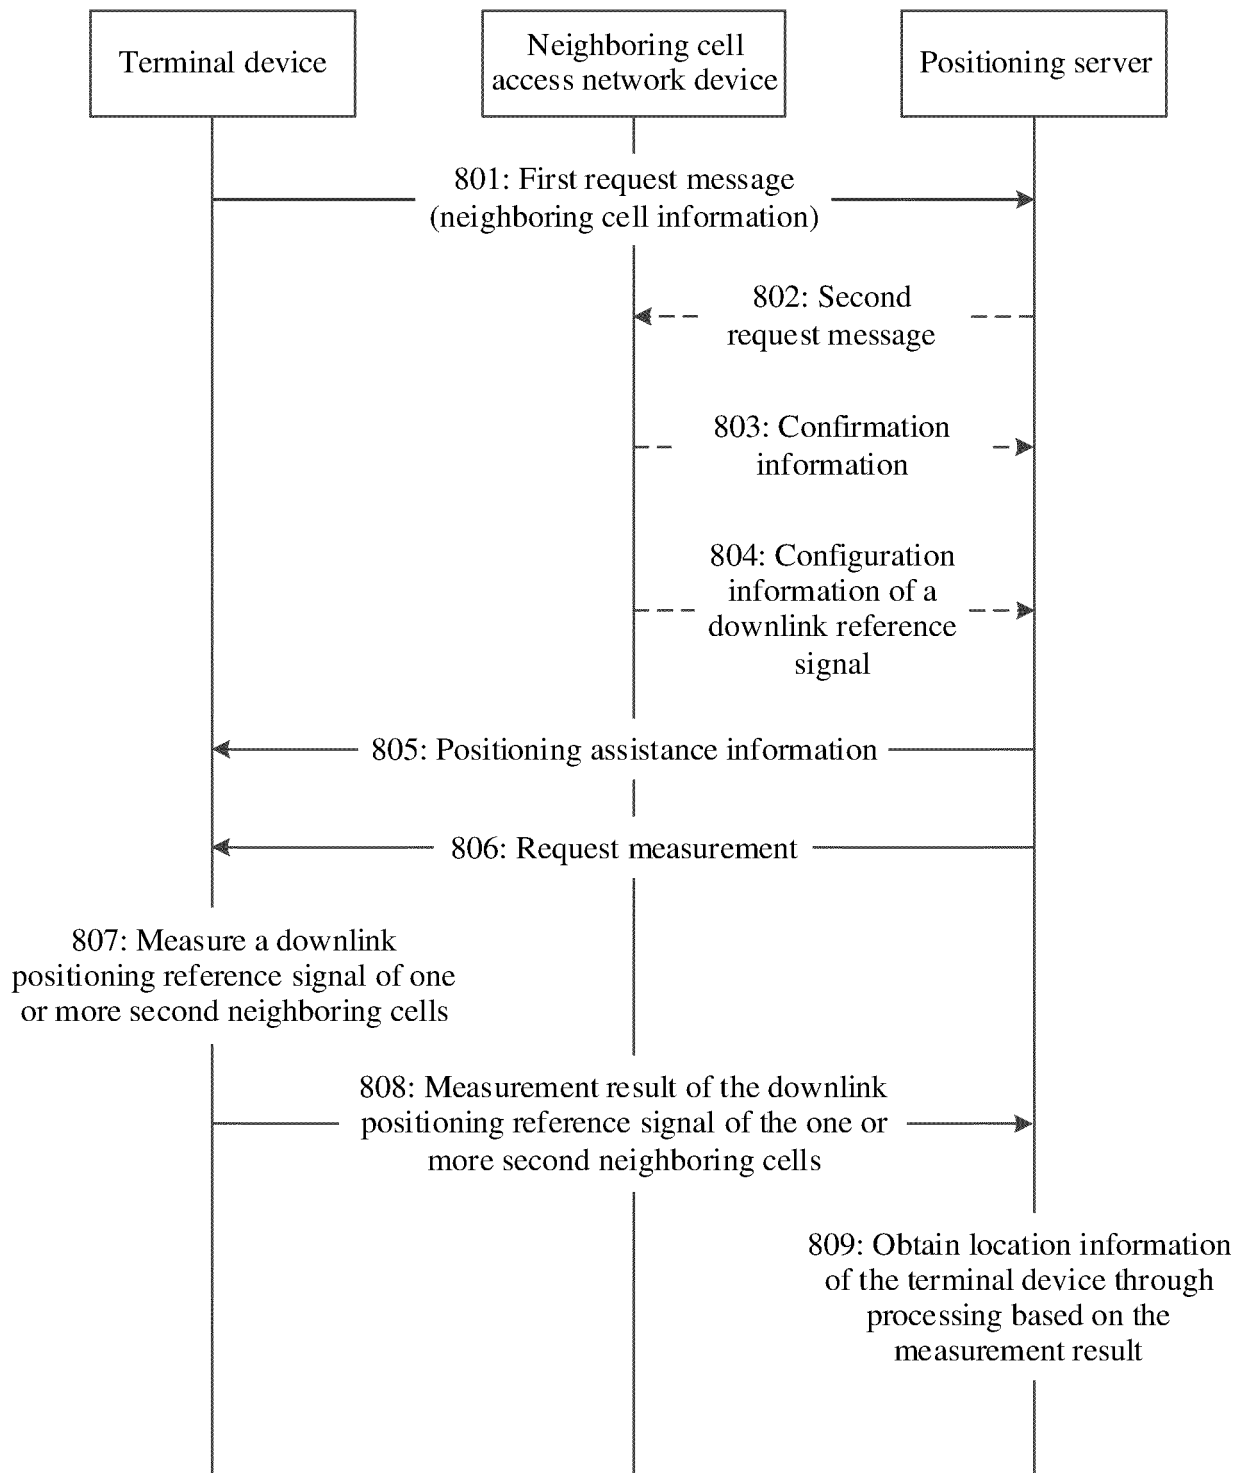 Terminal device
Neighboring cell
access network device
Positioning server
801: First request message
(neighboring cell information)
802: Second
request message
803: Confirmation
information
804: Configuration
information of a
downlink reference
signal
805: Positioning assistance information
806: Request measurement
807: Measure a downlink
positioning reference signal of one
or more second neighboring cells
808: Measurement result of the downlink
positioning reference signal of the one or
more second neighboring cells
809: Obtain location information
of the terminal device through
processing based on the
measurement result